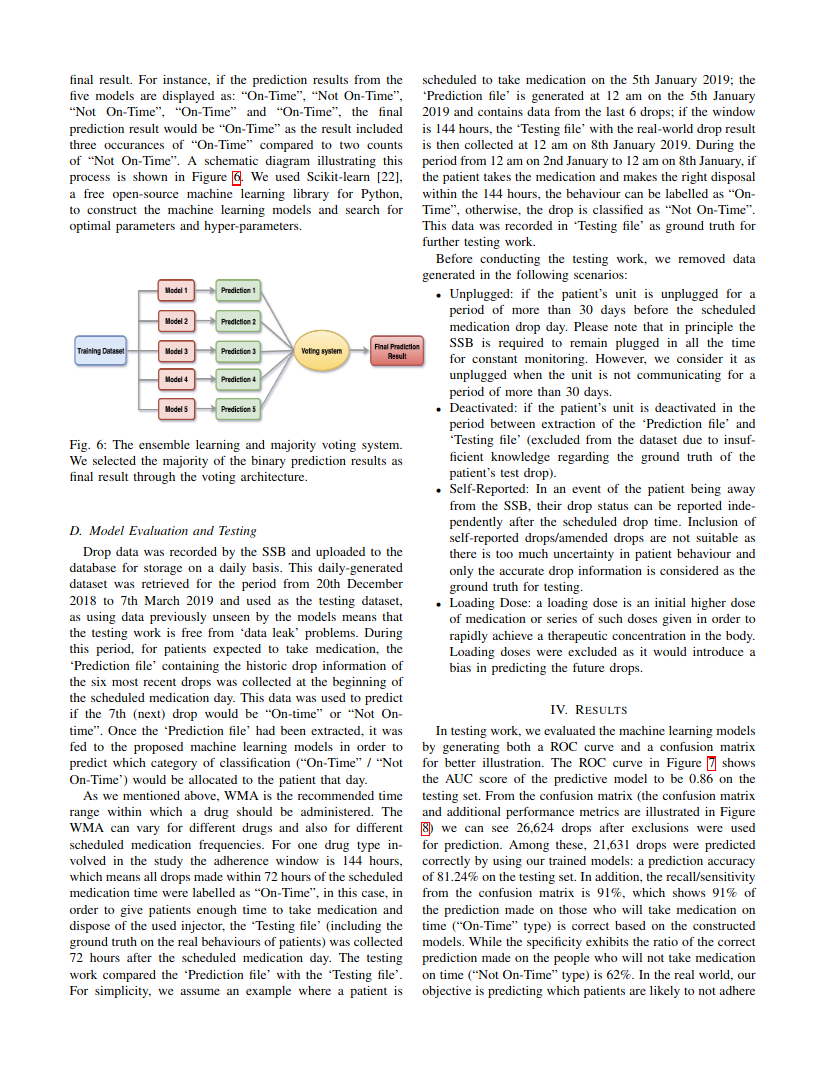 final result. For instance, if the prediction results from the
five models are displayed as: “On-Time”, “Not On-Time”,
“Not On-Time”, “On-Time” and “On-Time”, the final
prediction result would be “On-Time” as the result included
three occurances of “On-Time” compared to two counts
of “Not On-Time”. A schematic diagram illustrating this
process is shown in Figure 6. We used Scikit-learn [22],
a free open-source machine learning library for Python,
to construct the machine learning models and search for
optimal parameters and hyper-parameters.
Training Dataset
Model 1
Model 2
Model 3
Model 4
Model 5
Prediction 1
Prediction 2
Prediction 3
Prediction 4
Prediction 5
Voting system
Final Prediction
Result
Fig. 6: The ensemble learning and majority voting system.
We selected the majority of the binary prediction results as
final result through the voting architecture.
D. Model Evaluation and Testing
Drop data was recorded by the SSB and uploaded to the
database for storage on a daily basis. This daily-generated
dataset was retrieved for the period from 20th December
2018 to 7th March 2019 and used as the testing dataset,
as using data previously unseen by the models means that
the testing work is free from ‘data leak’ problems. During
this period, for patients expected to take medication, the
‘Prediction file’ containing the historic drop information of
the six most recent drops was collected at the beginning of
the scheduled medication day. This data was used to predict
if the 7th (next) drop would be “On-time” or “Not On-
time”. Once the ‘Prediction file’ had been extracted, it was
fed to the proposed machine learning models in order to
predict which category of classification (“On-Time” / “Not
On-Time’) would be allocated to the patient that day.
As we mentioned above, WMA is the recommended time
range within which a drug should be administered. The
WMA can vary for different drugs and also for different
scheduled medication frequencies. For one drug type in-
volved in the study the adherence window is 144 hours,
which means all drops made within 72 hours of the scheduled
medication time were labelled as “On-Time”, in this case, in
order to give patients enough time to take medication and
dispose of the used injector, the ‘Testing file’ (including the
ground truth on the real behaviours of patients) was collected
72 hours after the scheduled medication day. The testing
work compared the ‘Prediction file’ with the ‘Testing file’.
For simplicity, we assume an example where a patient is
scheduled to take medication on the 5th January 2019; the
‘Prediction file’ is generated at 12 am on the 5th January
2019 and contains data from the last 6 drops; if the window
is 144 hours, the ‘Testing file’ with the real-world drop result
is then collected at 12 am on 8th January 2019. During the
period from 12 am on 2nd January to 12 am on 8th January, if
the patient takes the medication and makes the right disposal
within the 144 hours, the behaviour can be labelled as “On-
Time”, otherwise, the drop is classified as “Not On-Time”.
This data was recorded in ‘Testing file’ as ground truth for
further testing work.
Before conducting the testing work, we removed data
generated in the following scenarios:
• Unplugged: if the patient’s unit is unplugged for a
period of more than 30 days before the scheduled
medication drop day. Please note that in principle the
SSB is required to remain plugged in all the time
for constant monitoring. However, we consider it as
unplugged when the unit is not communicating for a
period of more than 30 days.
• Deactivated: if the patient’s unit is deactivated in the
period between extraction of the ‘Prediction file’ and
‘Testing file’ (excluded from the dataset due to insuf-
ficient knowledge regarding the ground truth of the
patient’s test drop).
• Self-Reported: In an event of the patient being away
from the SSB, their drop status can be reported inde-
pendently after the scheduled drop time. Inclusion of
self-reported drops/amended drops are not suitable as
there is too much uncertainty in patient behaviour and
only the accurate drop information is considered as the
ground truth for testing.
• Loading Dose: a loading dose is an initial higher dose
of medication or series of such doses given in order to
rapidly achieve a therapeutic concentration in the body.
Loading doses were excluded as it would introduce a
bias in predicting the future drops.
IV. RESULTS
In testing work, we evaluated the machine learning models
by generating both a ROC curve and a confusion matrix
for better illustration. The ROC curve in Figure 7 shows
the AUC score of the predictive model to be 0.86 on the
testing set. From the confusion matrix (the confusion matrix
and additional performance metrics are illustrated in Figure
8) we can see 26,624 drops after exclusions were used
for prediction. Among these, 21,631 drops were predicted
correctly by using our trained models: a prediction accuracy
of 81.24% on the testing set. In addition, the recall/sensitivity
from the confusion matrix is 91%, which shows 91% of
the prediction made on those who will take medication on
time (“On-Time” type) is correct based on the constructed
models. While the specificity exhibits the ratio of the correct
prediction made on the people who will not take medication
on time (“Not On-Time” type) is 62%. In the real world, our
objective is predicting which patients are likely to not adhere